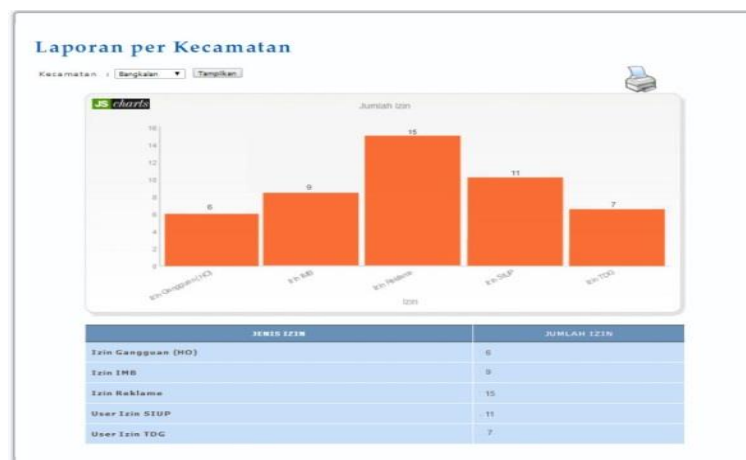 Laporan per Kecamatan
Kecamatan : Bangkalan Tampilkan
JS charts
Jumlah Izin
16
14
12
10
8
6
4
2
0
6
9
15
11
7
Izin Gangguan(HO)
Izin IMB
Izin Reklame
Izin SIUP
Izin TDG
Izin
JENIS IZIN JUMLAH IZIN
Izin Gangguan (HO) 6
Izin IMB 9
Izin Reklame 15
User Izin SIUP 11
User Izin TDG 7